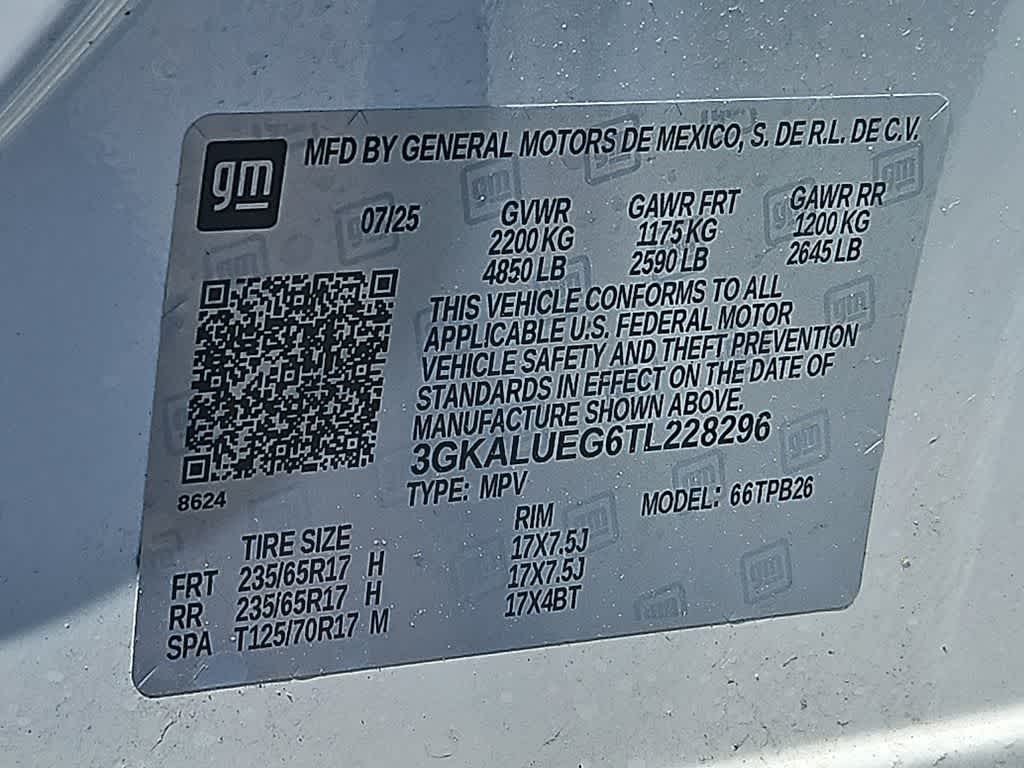 gm
MFD BY GENERAL MOTORS DE MEXICO, S. DE R.L. DE C.V.
07/25
GVWR GAWR FRT GAWR RR
2200 KG 1175 KG 1200 KG
4850 LB 2590 LB 2645 LB
THIS VEHICLE CONFORMS TO ALL
APPLICABLE U.S. FEDERAL MOTOR
VEHICLE SAFETY AND THEFT PREVENTION
STANDARDS IN EFFECT ON THE DATE OF
MANUFACTURE SHOWN ABOVE.
3GKALUEG6TL228296
TYPE: MPV MODEL: 66TPB26
8624
TIRE SIZE RIM
FRT 235/65R17 H 17X7.5J
RR 235/65R17 H 17X7.5J
SPA T125/70R17 M 17X4BT